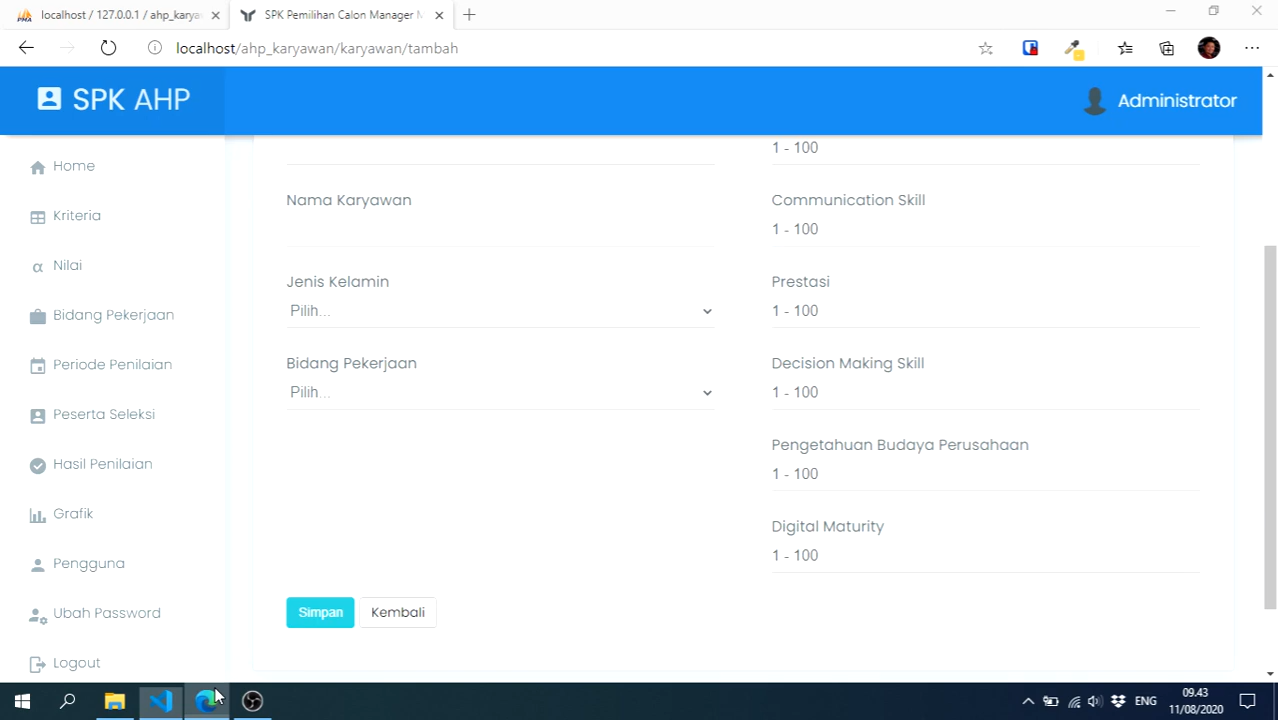 localhost / 127.0.0.1 / ahp_karya
SPK Pemilihan Calon Manager M
localhost/ahp_karyawan/karyawan/tambah
SPK AHP
Administrator
Home
Kriteria
α Nilai
Bidang Pekerjaan
Periode Penilaian
Peserta Seleksi
Hasil Penilaian
Grafik
Pengguna
Ubah Password
Logout
Nama Karyawan
Jenis Kelamin
Pilih...
Bidang Pekerjaan
Pilih...
1 - 100
Communication Skill
1 - 100
Prestasi
1 - 100
Decision Making Skill
1 - 100
Pengetahuan Budaya Perusahaan
1 - 100
Digital Maturity
1 - 100
Simpan
Kembali
ENG
09.43
11/08/2020